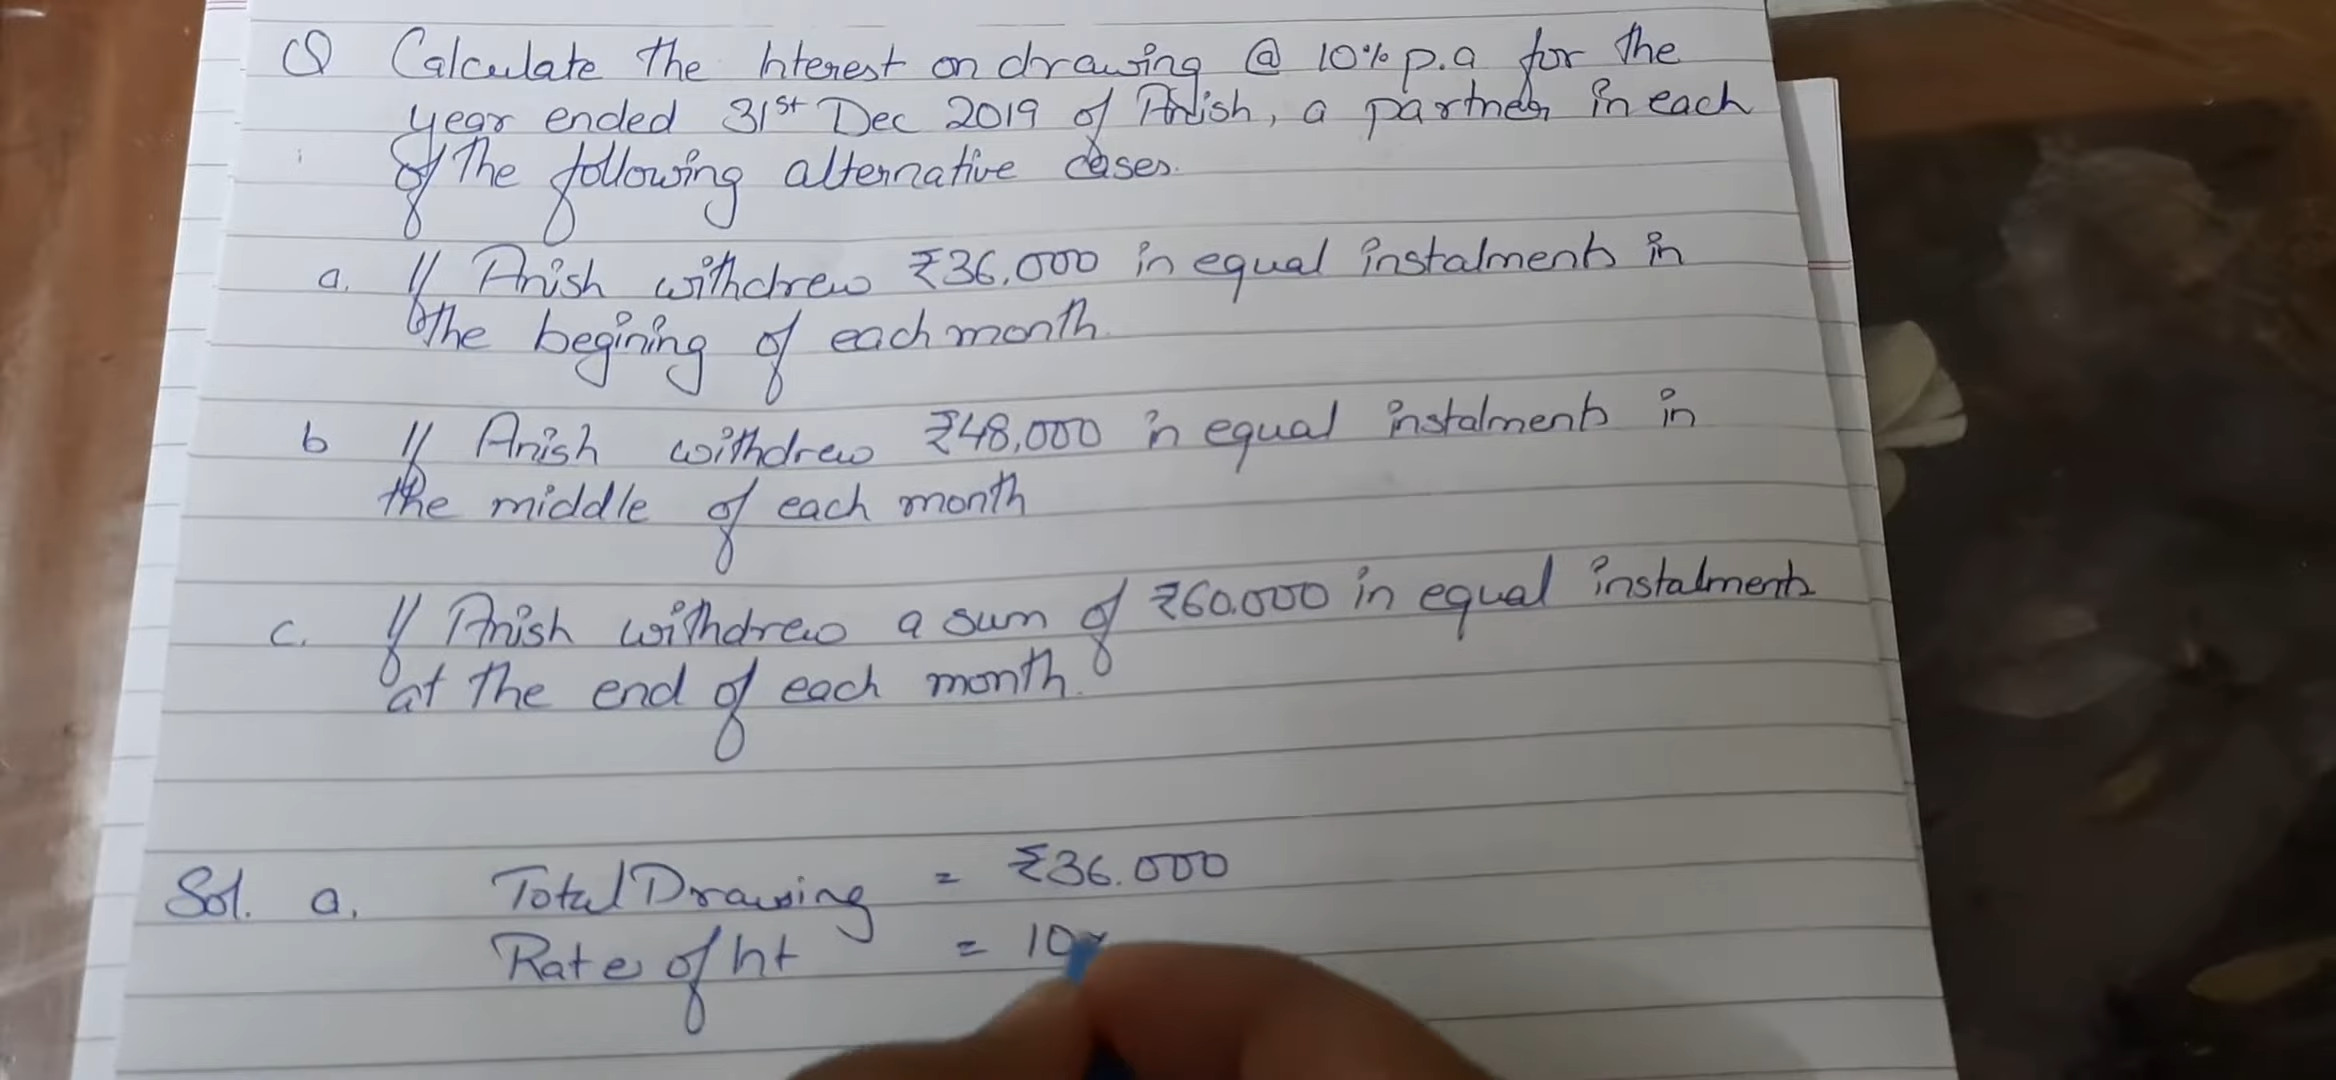 Q Calculate the Interest on drawing @ 10% p.a for the
year ended 31st Dec 2019 of Anish, a partner in each
of the following alternative cases.
a. If Anish withdrew ₹36,000 in equal instalments in
the begining of each month.
b If Anish withdrew ₹48,000 in equal instalments in
the middle of each month
c. If Anish withdrew a sum of ₹60,000 in equal instalments
at the end of each month.
Sol. a. Total Drawing = ₹36.000
Rate of Int = 10